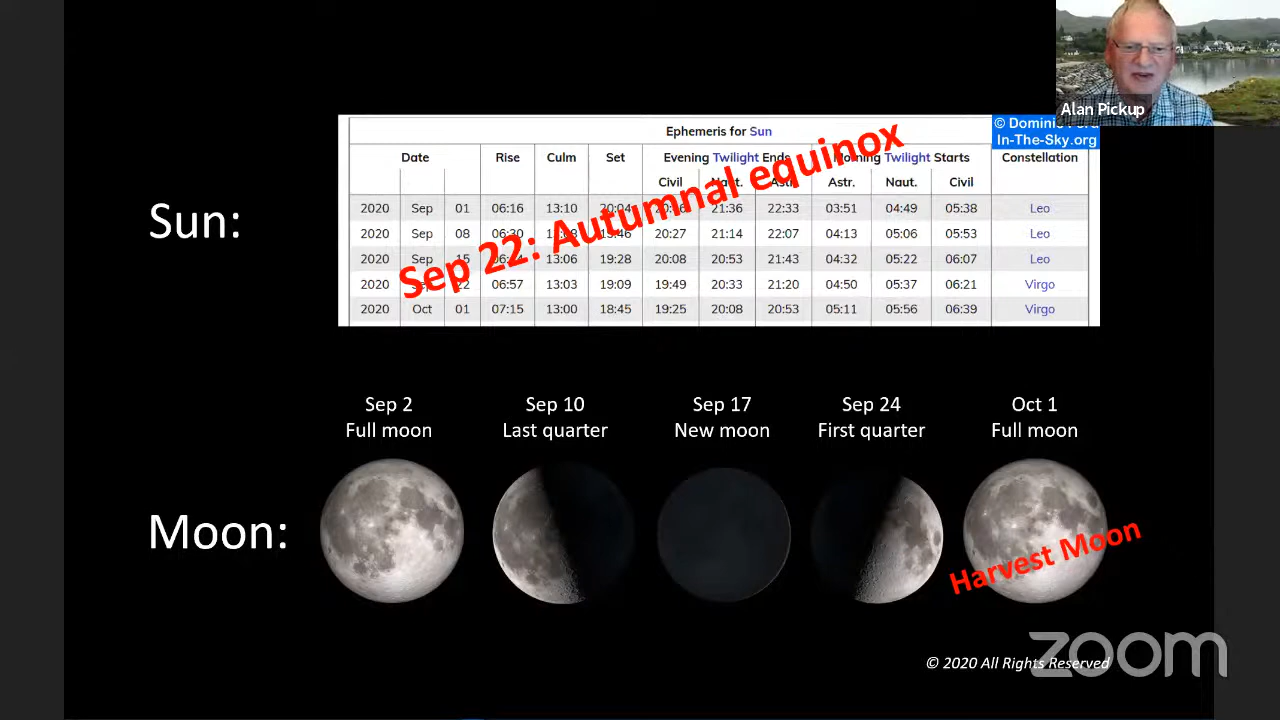 Alan Pickup
© Dominic Ford
In-The-Sky.org
Sun:
Ephemeris for Sun
Date Rise Culm Set Evening Twilight Ends Morning Twilight Starts Constellation
Civil Naut. Astr. Astr. Naut. Civil
2020 Sep 01 06:16 13:10 20:04 21:36 22:33 03:51 04:49 05:38 Leo
2020 Sep 08 06:30 20:27 21:14 22:07 04:13 05:06 05:53 Leo
2020 Sep 15 13:06 19:28 20:08 20:53 21:43 04:32 05:22 06:07 Leo
2020 Sep 22 06:57 13:03 19:09 19:49 20:33 21:20 04:50 05:37 06:21 Virgo
2020 Oct 01 07:15 13:00 18:45 19:25 20:08 20:53 05:11 05:56 06:39 Virgo
Sep 22: Autumnal equinox
Sep 2 Sep 10 Sep 17 Sep 24 Oct 1
Full moon Last quarter New moon First quarter Full moon
Moon:
Harvest Moon
© 2020 All Rights Reserved
zoom